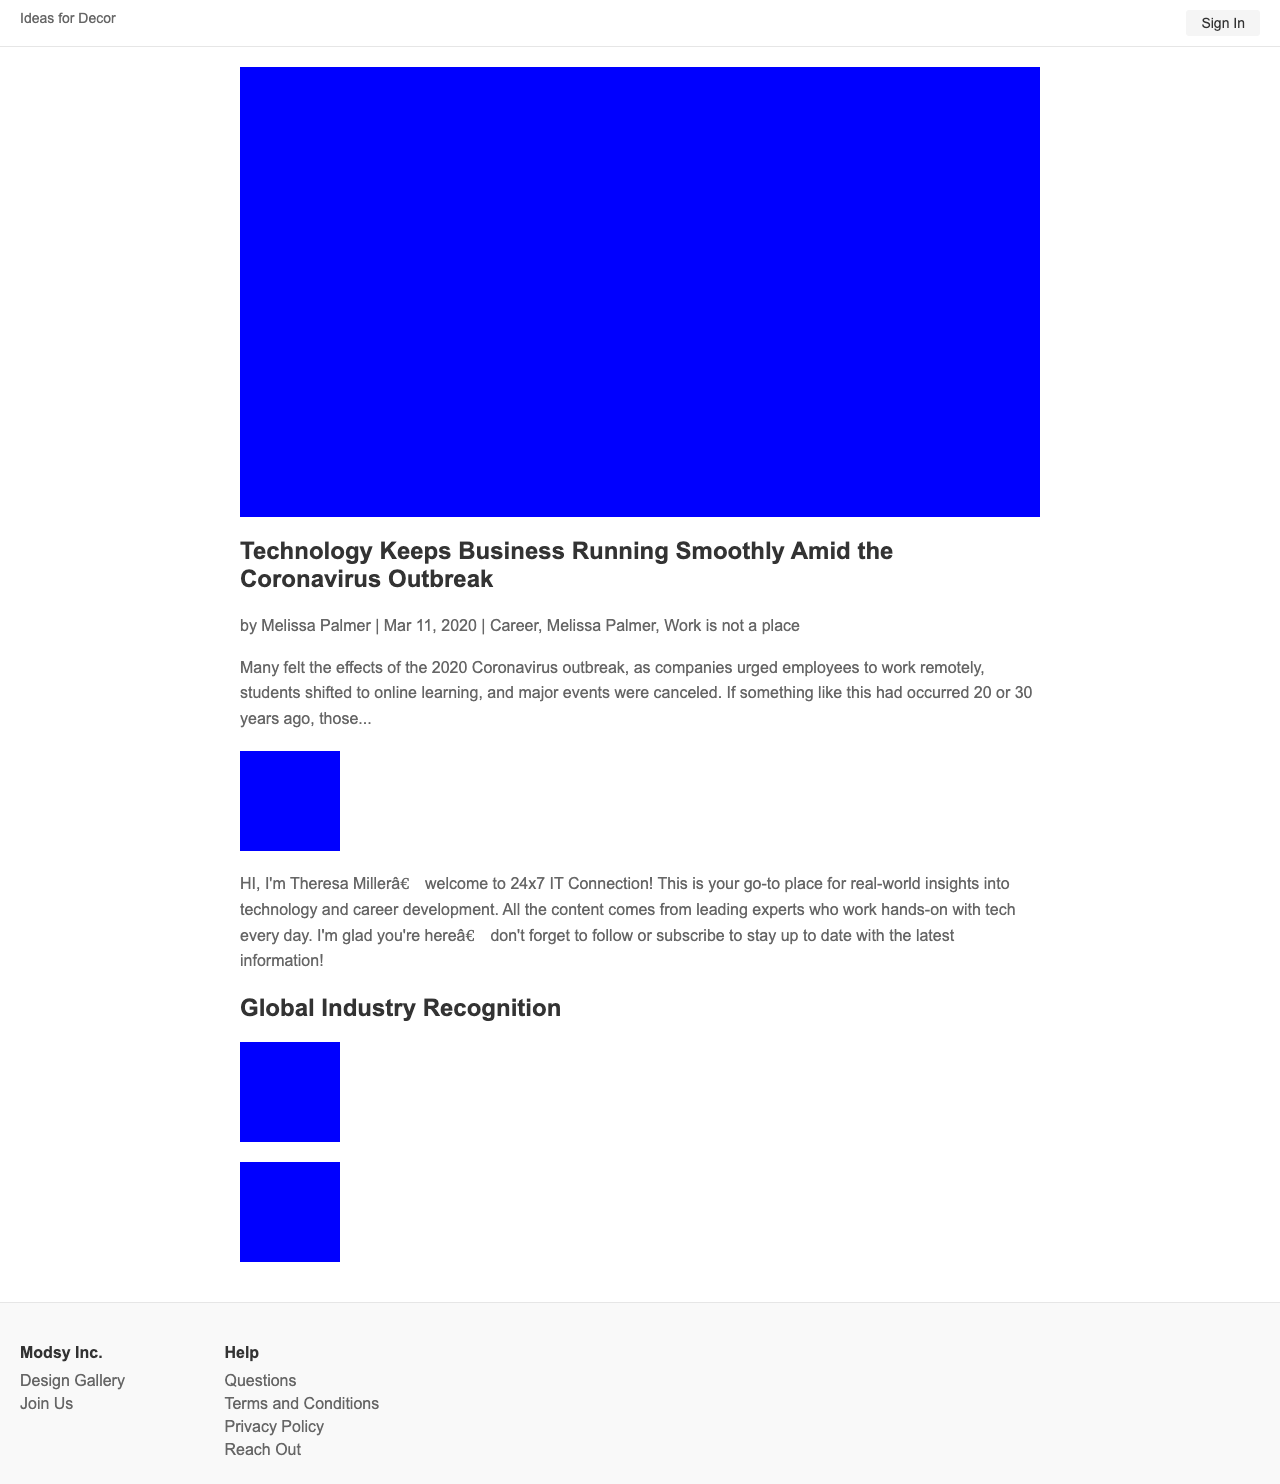 Ideas for Decor
Sign In
Technology Keeps Business Running Smoothly Amid the
Coronavirus Outbreak
by Melissa Palmer | Mar 11, 2020 | Career, Melissa Palmer, Work is not a place
Many felt the effects of the 2020 Coronavirus outbreak, as companies urged employees to work remotely,
students shifted to online learning, and major events were canceled. If something like this had occurred 20 or 30
years ago, those...
HI, I'm Theresa Millerâ€ welcome to 24x7 IT Connection! This is your go-to place for real-world insights into
technology and career development. All the content comes from leading experts who work hands-on with tech
every day. I'm glad you're hereâ€ don't forget to follow or subscribe to stay up to date with the latest
information!
Global Industry Recognition
Modsy Inc.
Design Gallery
Join Us
Help
Questions
Terms and Conditions
Privacy Policy
Reach Out